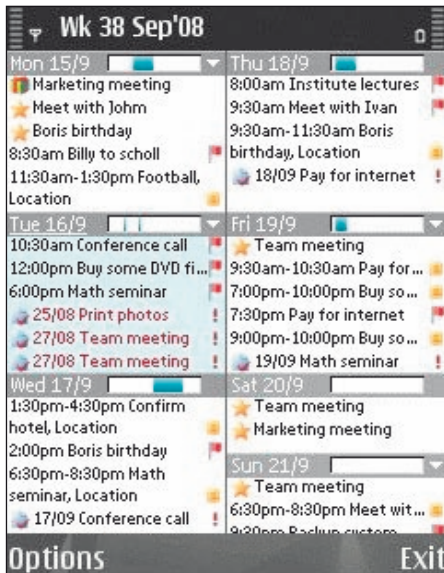 Wk 38 Sep'08
Mon 15/9
Marketing meeting
Meet with Johm
Boris birthday
8:30am Billy to scholl
11:30am-1:30pm Football,
Location
Tue 16/9
10:30am Conference call
12:00pm Buy some DVD fi...
6:00pm Math seminar
25/08 Print photos
27/08 Team meeting
27/08 Team meeting
Wed 17/9
1:30pm-4:30pm Confirm
hotel, Location
2:00pm Boris birthday
6:30pm-8:30pm Math
seminar, Location
17/09 Conference call
Thu 18/9
8:00am Institute lectures
9:30am Meet with Ivan
9:30am-11:30am Boris
birthday, Location
18/09 Pay for internet
Fri 19/9
Team meeting
9:30am-10:30am Pay for...
7:00pm-10:00pm Buy so...
7:30pm Pay for internet
9:00pm-10:00pm Buy so...
19/09 Math seminar
Sat 20/9
Team meeting
Marketing meeting
Sun 21/9
Team meeting
6:30pm-8:30pm Meet wit...
9:30pm Backup custom
Options
Exit